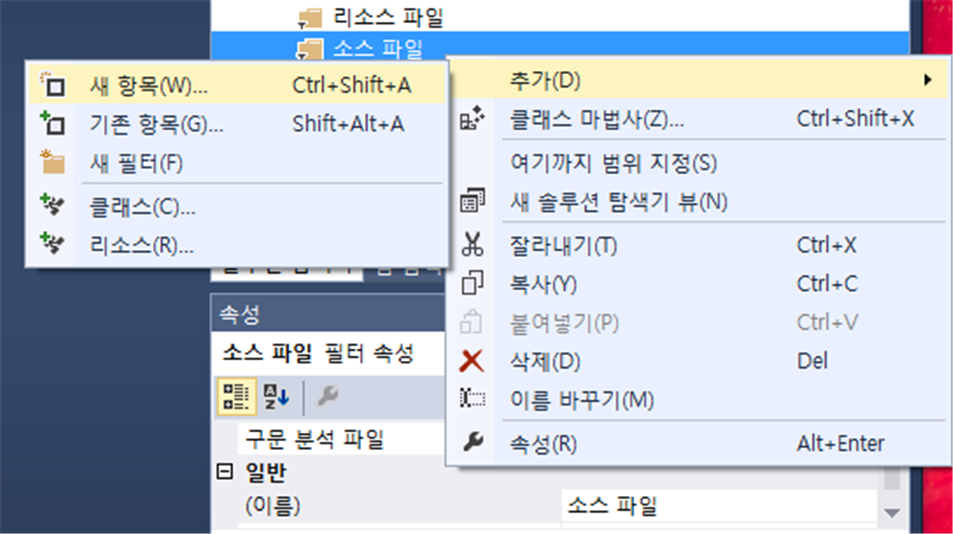 리소스 파일
소스 파일
새 항목(W)... Ctrl+Shift+A
기존 항목(G)... Shift+Alt+A
새 필터(F)
클래스(C)...
리소스(R)...
추가(D)
클래스 마법사(Z)... Ctrl+Shift+X
여기까지 범위 지정(S)
새 솔루션 탐색기 뷰(N)
잘라내기(T) Ctrl+X
복사(Y) Ctrl+C
붙여넣기(P) Ctrl+V
삭제(D) Del
이름 바꾸기(M)
속성(R) Alt+Enter
속성
소스 파일 필터 속성
구문 분석 파일
일반
(이름) 소스 파일